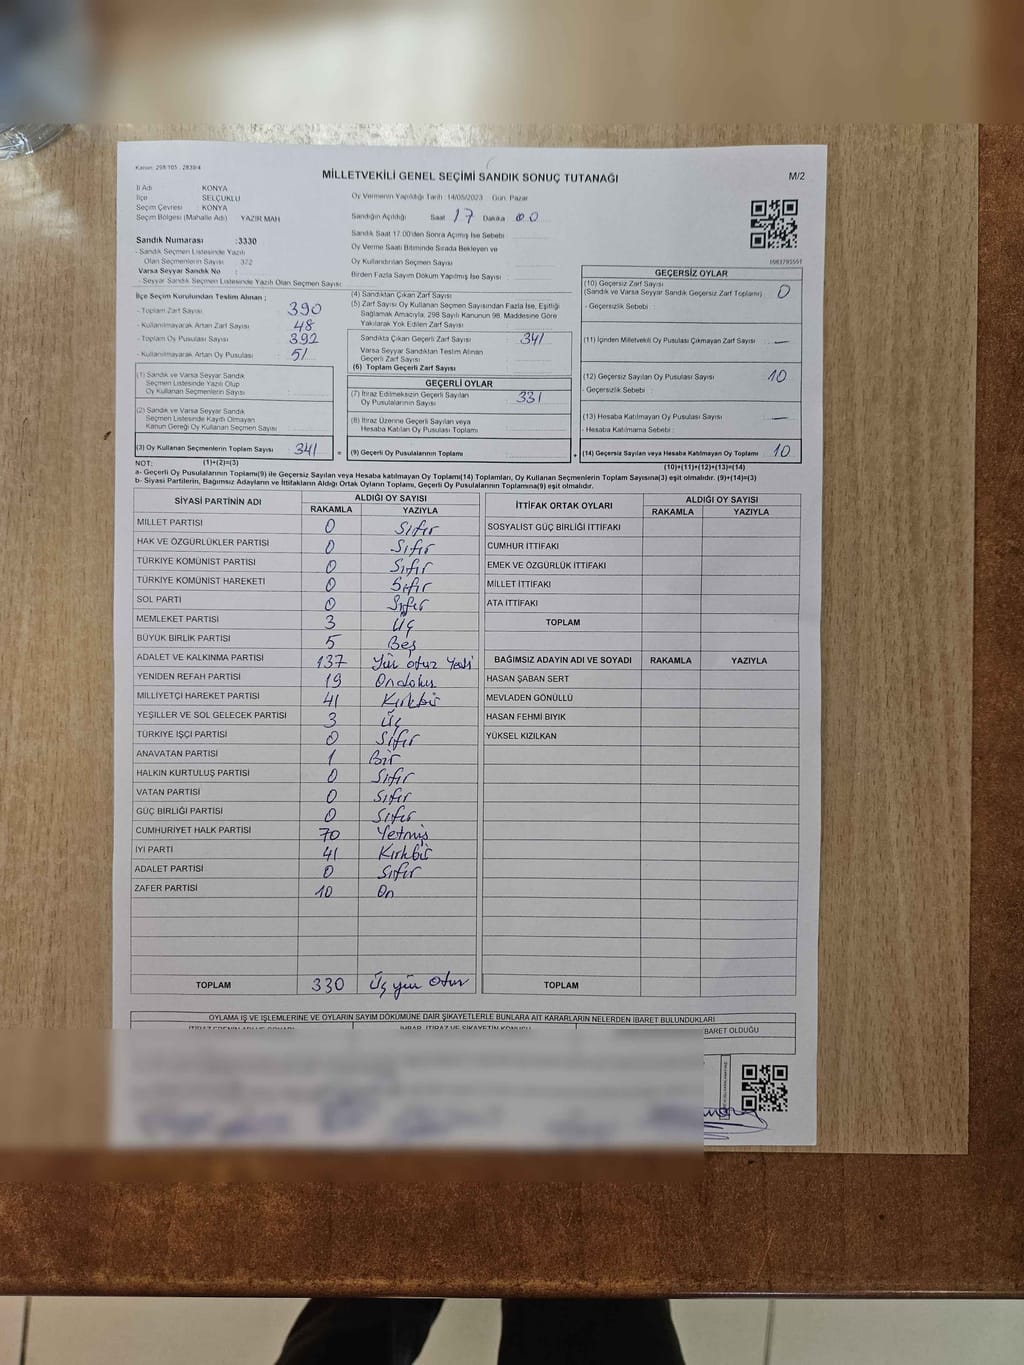 Kanun: 298/105 , 2839/4
MİLLETVEKİLİ GENEL SEÇİMİ SANDIK SONUÇ TUTANAĞI
M/2
İl Adı KONYA
İlçe SELÇUKLU
Seçim Çevresi KONYA
Seçim Bölgesi (Mahalle Adı) YAZIR MAH
Oy Vermenin Yapıldığı Tarih :14/05/2023 Gün: Pazar
Sandığın Açıldığı Saat 17 Dakika 00
Sandık Saat 17:00'den Sonra Açılmış İse Sebebi
Oy Verme Saati Bitiminde Sırada Bekleyen ve
Oy Kullandırılan Seçmen Sayısı
Birden Fazla Sayım Döküm Yapılmış İse Sayısı
Sandık Numarası :3330
- Sandık Seçmen Listesinde Yazılı
Olan Seçmenlerin Sayısı 372
Varsa Seyyar Sandık No :
- Seyyar Sandık Seçmen Listesinde Yazılı Olan Seçmen Sayısı:
İlçe Seçim Kurulundan Teslim Alınan ;
- Toplam Zarf Sayısı 390
- Kullanılmayarak Artan Zarf Sayısı 48
- Toplam Oy Pusulası Sayısı 392
- Kullanılmayarak Artan Oy Pusulası 51
(1) Sandık ve Varsa Seyyar Sandık
Seçmen Listesinde Yazılı Olup
Oy Kullanan Seçmenlerin Sayısı
(2) Sandık ve Varsa Seyyar Sandık
Seçmen Listesinde Kayıtlı Olmayan
Kanun Gereği Oy Kullanan Seçmen Sayısı
(3) Oy Kullanan Seçmenlerin Toplam Sayısı 341
(4) Sandıktan Çıkan Zarf Sayısı
(5) Zarf Sayısı Oy Kullanan Seçmen Sayısından Fazla İse, Eşitliği
Sağlamak Amacıyla; 298 Sayılı Kanunun 98. Maddesine Göre
Yakılarak Yok Edilen Zarf Sayısı
Sandıkta Çıkan Geçerli Zarf Sayısı 341
Varsa Seyyar Sandıktan Teslim Alınan
Geçerli Zarf Sayısı
(6) Toplam Geçerli Zarf Sayısı
GEÇERLİ OYLAR
(7) İtiraz Edilmeksizin Geçerli Sayılan
Oy Pusulalarının Sayısı 331
(8) İtiraz Üzerine Geçerli Sayılan veya
Hesaba Katılan Oy Pusulası Toplamı
= (9) Geçerli Oy Pusulalarının Toplamı
GEÇERSİZ OYLAR
(10) Geçersiz Zarf Sayısı
(Sandık ve Varsa Seyyar Sandık Geçersiz Zarf Toplamı) 0
- Geçersizlik Sebebi :
(11) İçinden Milletvekili Oy Pusulası Çıkmayan Zarf Sayısı —
(12) Geçersiz Sayılan Oy Pusulası Sayısı 10
- Geçersizlik Sebebi :
(13) Hesaba Katılmayan Oy Pusulası Sayısı —
- Hesaba Katılmama Sebebi :
+ (14) Geçersiz Sayılan veya Hesaba Katılmayan Oy Toplamı 10
NOT: (1)+(2)=(3)
(10)+(11)+(12)+(13)=(14)
a- Geçerli Oy Pusulalarının Toplamı(9) ile Geçersiz Sayılan veya Hesaba katılmayan Oy Toplamı(14) Toplamları, Oy Kullanan Seçmenlerin Toplam Sayısına(3) eşit olmalıdır. (9)+(14)=(3)
b- Siyasi Partilerin, Bağımsız Adayların ve İttifakların Aldığı Ortak Oyların Toplamı, Geçerli Oy Pusulalarının Toplamına(9) eşit olmalıdır.
SİYASİ PARTİNİN ADI ALDIĞI OY SAYISI
RAKAMLA YAZIYLA
MİLLET PARTİSİ 0 Sıfır
HAK VE ÖZGÜRLÜKLER PARTİSİ 0 Sıfır
TÜRKİYE KOMÜNİST PARTİSİ 0 Sıfır
TÜRKİYE KOMÜNİST HAREKETİ 0 Sıfır
SOL PARTİ 0 Sıfır
MEMLEKET PARTİSİ 3 Üç
BÜYÜK BİRLİK PARTİSİ 5 Beş
ADALET VE KALKINMA PARTİSİ 137 Yüz otuz Yedi
YENİDEN REFAH PARTİSİ 19 Ondokuz
MİLLİYETÇİ HAREKET PARTİSİ 41 Kırkbir
YEŞİLLER VE SOL GELECEK PARTİSİ 3 Üç
TÜRKİYE İŞÇİ PARTİSİ 0 Sıfır
ANAVATAN PARTİSİ 1 Bir
HALKIN KURTULUŞ PARTİSİ 0 Sıfır
VATAN PARTİSİ 0 Sıfır
GÜÇ BİRLİĞİ PARTİSİ 0 Sıfır
CUMHURİYET HALK PARTİSİ 70 Yetmiş
İYİ PARTİ 41 Kırkbir
ADALET PARTİSİ 0 Sıfır
ZAFER PARTİSİ 10 On
TOPLAM 330 Üç yüz Otuz
İTTİFAK ORTAK OYLARI ALDIĞI OY SAYISI
RAKAMLA YAZIYLA
SOSYALİST GÜÇ BİRLİĞİ İTTİFAKI
CUMHUR İTTİFAKI
EMEK VE ÖZGÜRLÜK İTTİFAKI
MİLLET İTTİFAKI
ATA İTTİFAKI
TOPLAM
BAĞIMSIZ ADAYIN ADI VE SOYADI RAKAMLA YAZIYLA
HASAN ŞABAN SERT
MEVLADEN GÖNÜLLÜ
HASAN FEHMİ BIYIK
YÜKSEL KIZILKAN
TOPLAM
OYLAMA İŞ VE İŞLEMLERİNE VE OYLARIN SAYIM DÖKÜMÜNE DAİR ŞİKAYETLERLE BUNLARA AİT KARARLARIN NELERDEN İBARET BULUNDUKLARI
BARET OLDUĞU